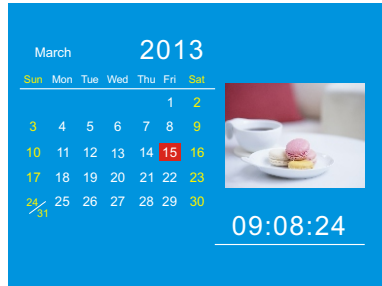 March 2013
Sun Mon Tue Wed Thu Fri Sat
1 2
3 4 5 6 7 8 9
10 11 12 13 14 15 16
17 18 19 20 21 22 23
24/31 25 26 27 28 29 30
09:08:24